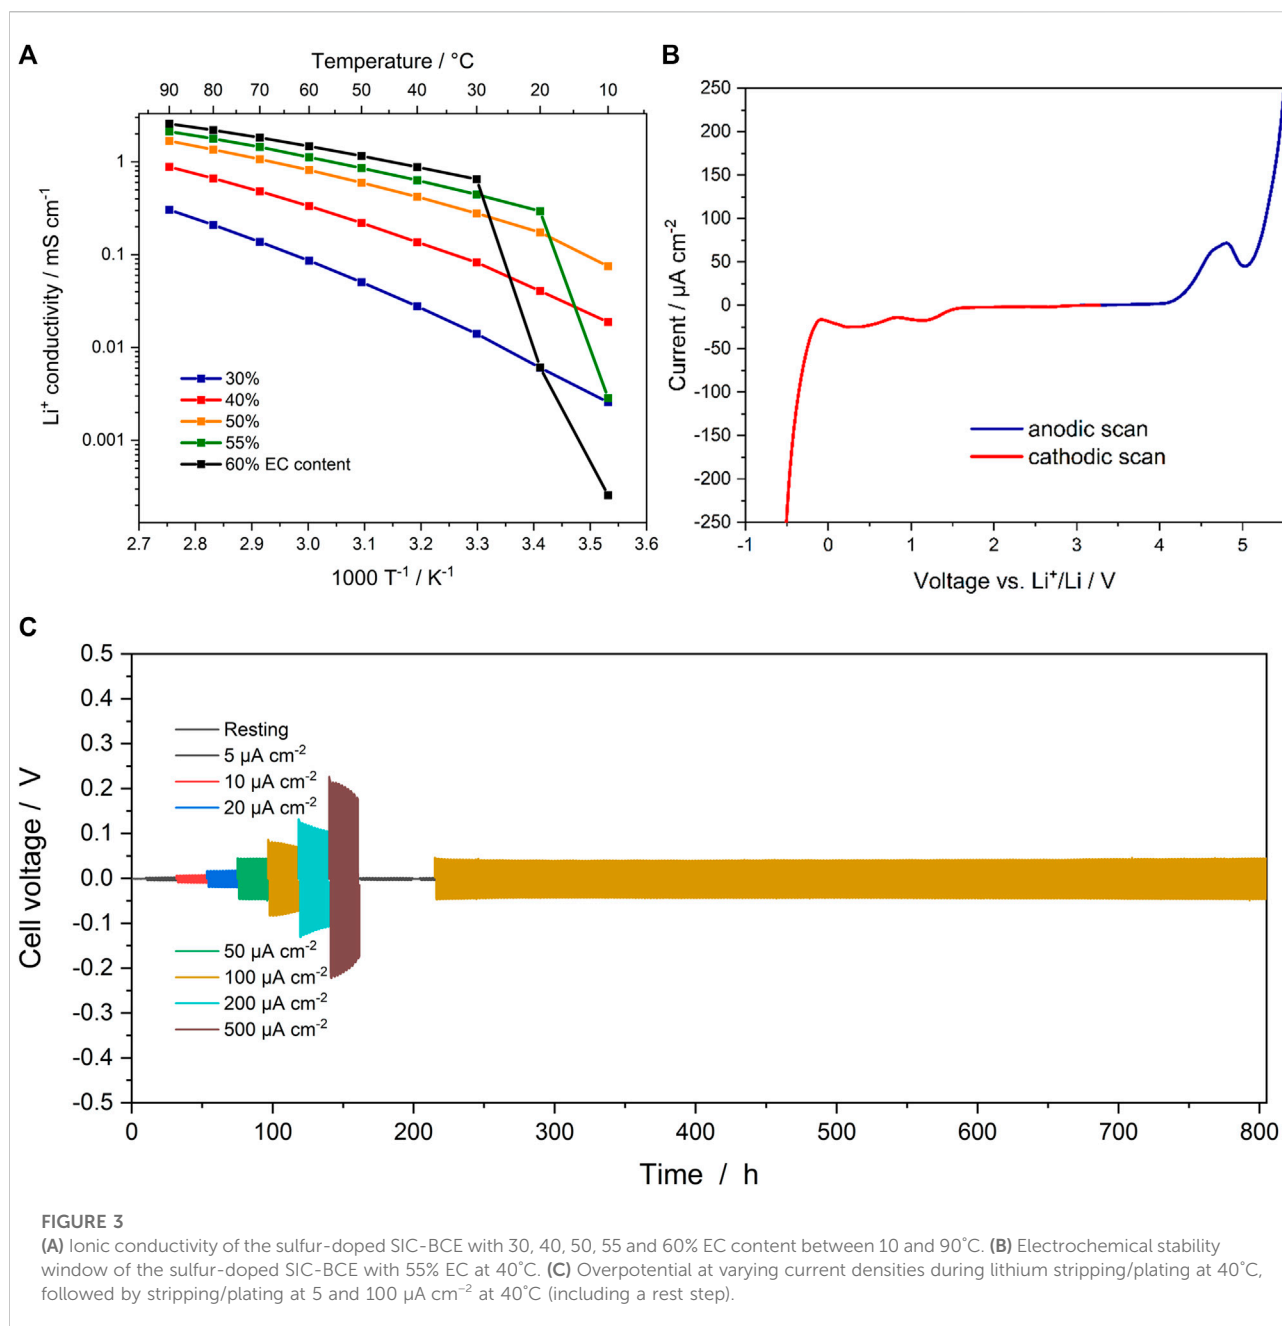 A
Temperature / °C
90 80 70 60 50 40 30 20 10
Li⁺ conductivity / mS cm⁻¹
1
0.1
0.01
0.001
30%
40%
50%
55%
60% EC content
2.7 2.8 2.9 3.0 3.1 3.2 3.3 3.4 3.5 3.6
1000 T⁻¹ / K⁻¹
B
Current / µA cm⁻²
250
200
150
100
50
0
-50
-100
-150
-200
-250
anodic scan
cathodic scan
-1 0 1 2 3 4 5
Voltage vs. Li⁺/Li / V
C
Cell voltage / V
0.5
0.4
0.3
0.2
0.1
0.0
-0.1
-0.2
-0.3
-0.4
-0.5
Resting
5 µA cm⁻²
10 µA cm⁻²
20 µA cm⁻²
50 µA cm⁻²
100 µA cm⁻²
200 µA cm⁻²
500 µA cm⁻²
0 100 200 300 400 500 600 700 800
Time / h
FIGURE 3
(A) Ionic conductivity of the sulfur-doped SIC-BCE with 30, 40, 50, 55 and 60% EC content between 10 and 90°C. (B) Electrochemical stability
window of the sulfur-doped SIC-BCE with 55% EC at 40°C. (C) Overpotential at varying current densities during lithium stripping/plating at 40°C,
followed by stripping/plating at 5 and 100 µA cm⁻² at 40°C (including a rest step).